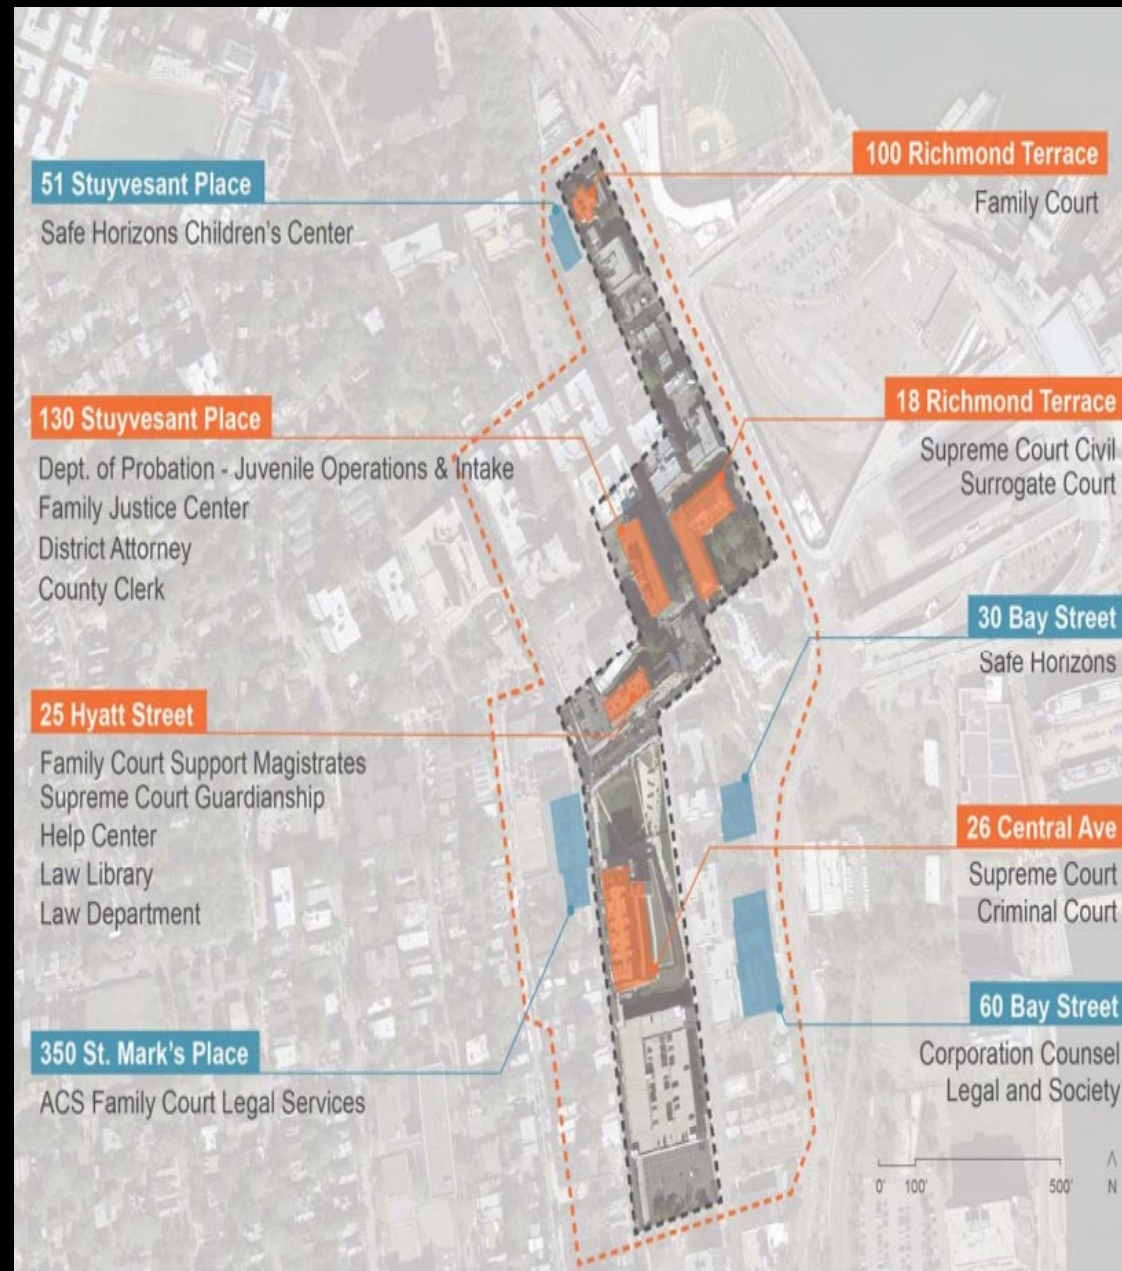 51 Stuyvesant Place
Safe Horizons Children's Center
100 Richmond Terrace
Family Court
130 Stuyvesant Place
Dept. of Probation - Juvenile Operations & Intake
Family Justice Center
District Attorney
County Clerk
18 Richmond Terrace
Supreme Court Civil
Surrogate Court
30 Bay Street
Safe Horizons
25 Hyatt Street
Family Court Support Magistrates
Supreme Court Guardianship
Help Center
Law Library
Law Department
26 Central Ave
Supreme Court
Criminal Court
60 Bay Street
Corporation Counsel
Legal and Society
350 St. Mark's Place
ACS Family Court Legal Services
0' 100' 500' N